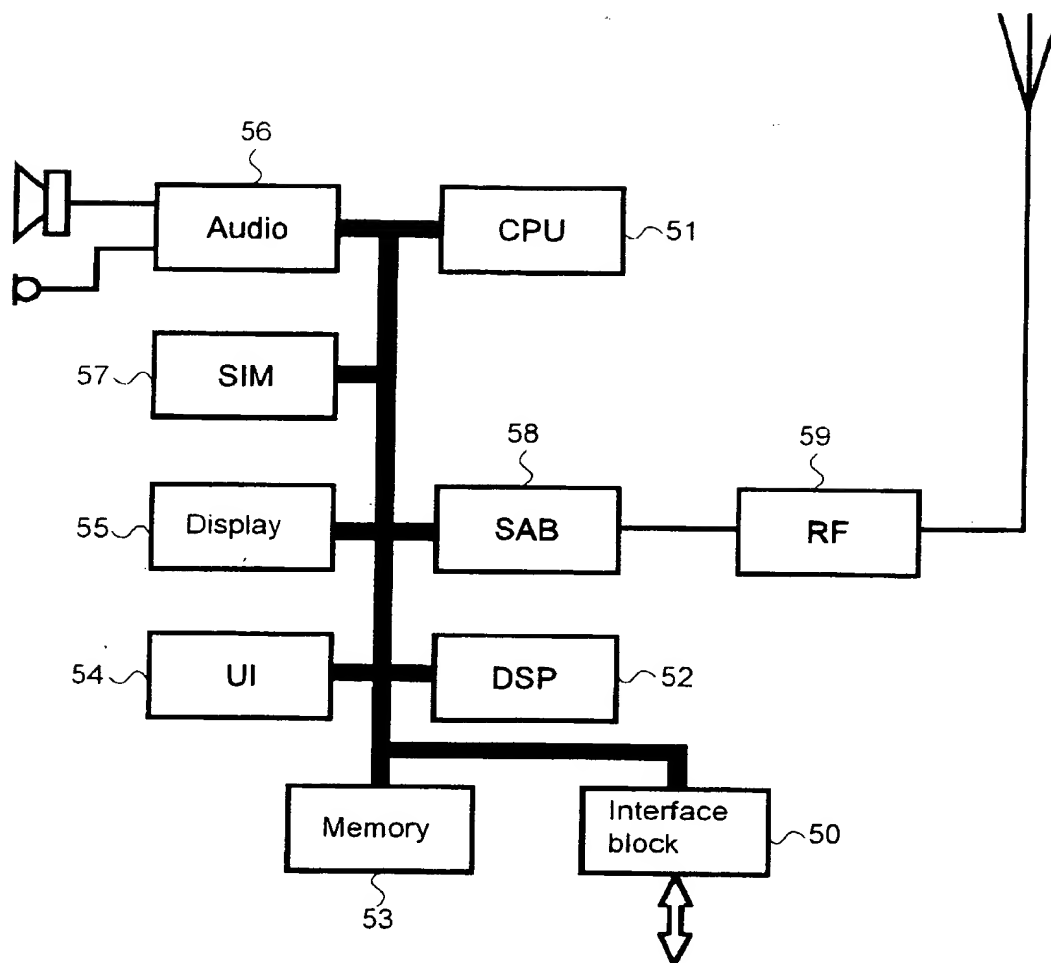 56
Audio
CPU
51
57
SIM
58
59
55
Display
SAB
RF
54
UI
DSP
52
Memory
Interface
block
50
53